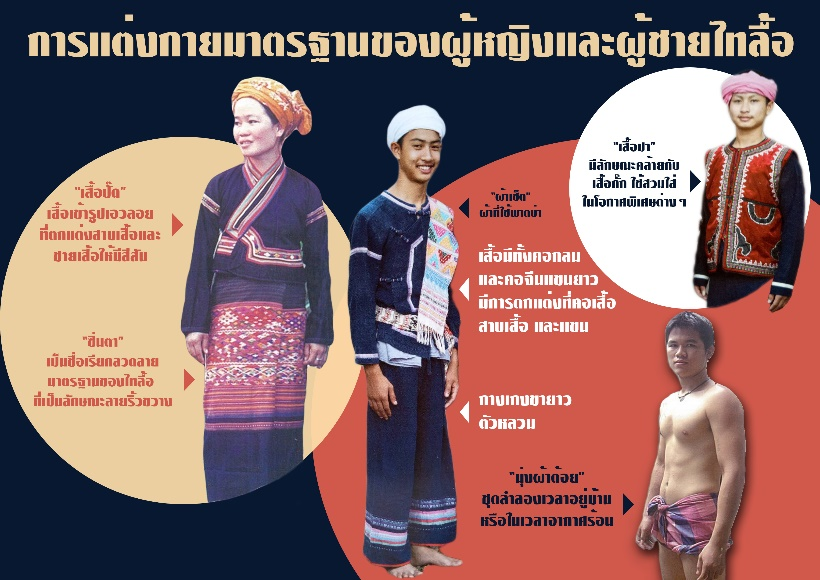 การแต่งกายมาตรฐานของผู้หญิงและผู้ชายไทลื้อ
"เสื้อปั๊ด"
เสื้อเข้ารูปเอวลอย
ที่ตกแต่งสาบเสื้อและ
ชายเสื้อให้มีสีสัน
"ซิ่นตา"
เป็นชื่อเรียกลวดลาย
มาตรฐานของไทลื้อ
ที่เป็นลักษณะลายริ้วขวาง
"ผ้าเช็ด"
ผ้าที่ใช้พาดบ่า
เสื้อมีทั้งคอกลม
และคอจีนแขนยาว
มีการตกแต่งที่คอเสื้อ
สาบเสื้อ และแขน
กางเกงขายาว
ตัวหลวม
"เสื้อปา"
มีลักษณะคล้ายกับ
เสื้อกั๊ก ใช้สวมใส่
ในโอกาสพิเศษต่าง ๆ
"นุ่งผ้าต้อย"
ชุดลำลองเวลาอยู่บ้าน
หรือในเวลาอากาศร้อน